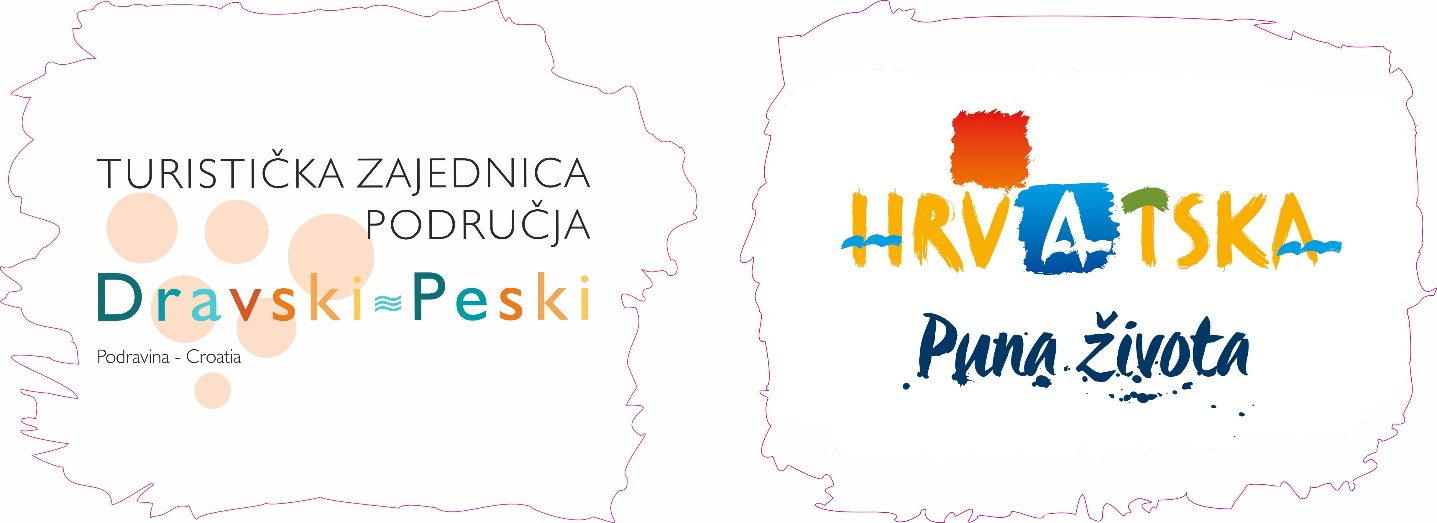 TURISTIČKA ZAJEDNICA
PODRUČJA
Dravski≈Peski
Podravina - Croatia
HRVATSKA
Puna života